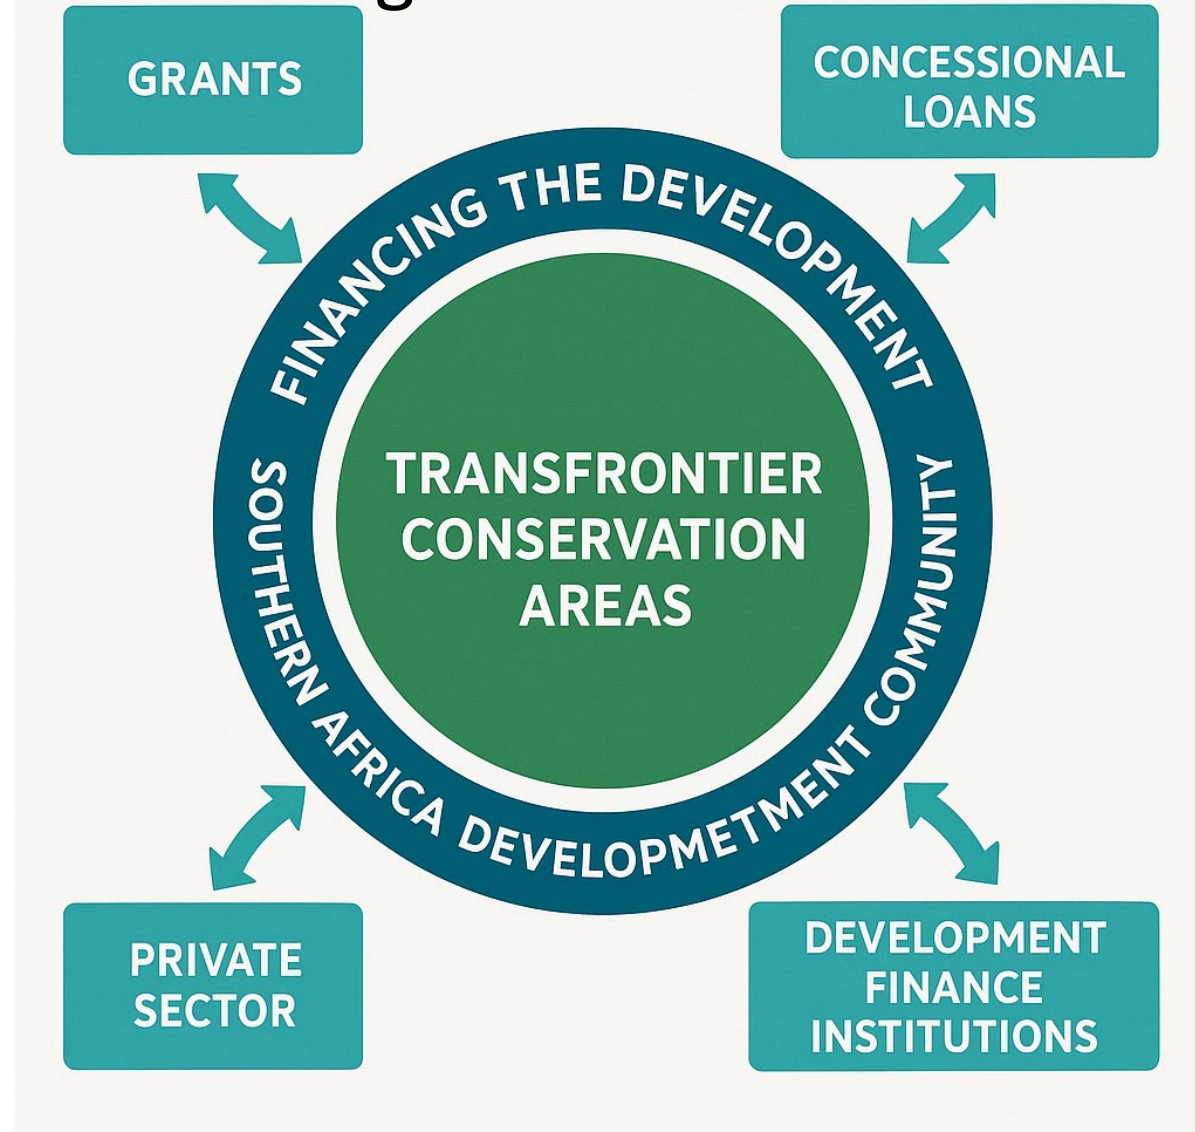 GRANTS
CONCESSIONAL
LOANS
FINANCING THE DEVELOPMENT
TRANSFRONTIER
CONSERVATION
AREAS
SOUTHERN AFRICA DEVELOPMETMENT COMMUNITY
PRIVATE
SECTOR
DEVELOPMENT
FINANCE
INSTITUTIONS